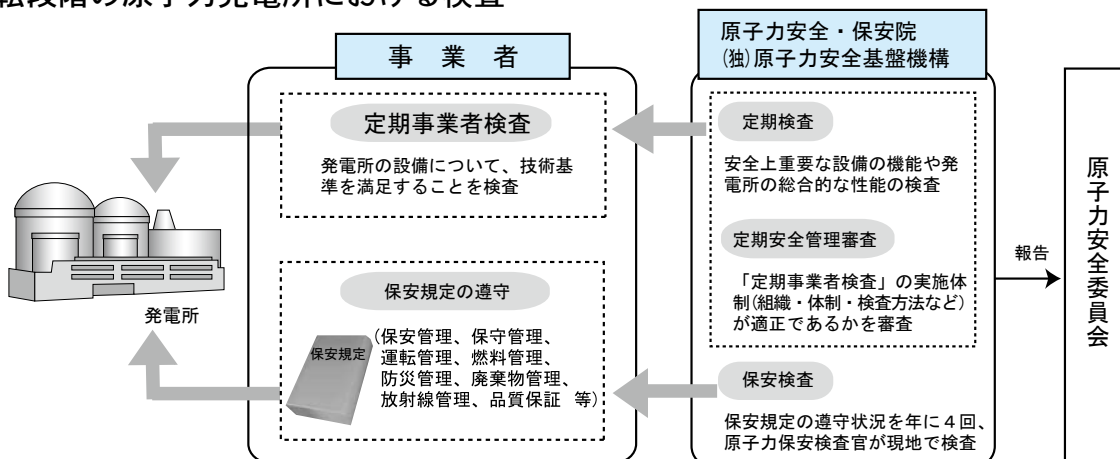 転段階の原子力発電所における検査
事業者
定期事業者検査
発電所の設備について、技術基
準を満足することを検査
保安規定の遵守
保安規定
(保安管理、保守管理、
運転管理、燃料管理、
防災管理、廃棄物管理、
放射線管理、品質保証 等)
発電所
原子力安全・保安院
(独)原子力安全基盤機構
定期検査
安全上重要な設備の機能や発
電所の総合的な性能の検査
定期安全管理審査
「定期事業者検査」の実施体
制(組織・体制・検査方法など)
が適正であるかを審査
保安検査
保安規定の遵守状況を年に４回、
原子力保安検査官が現地で検査
報告
原子力安全委員会